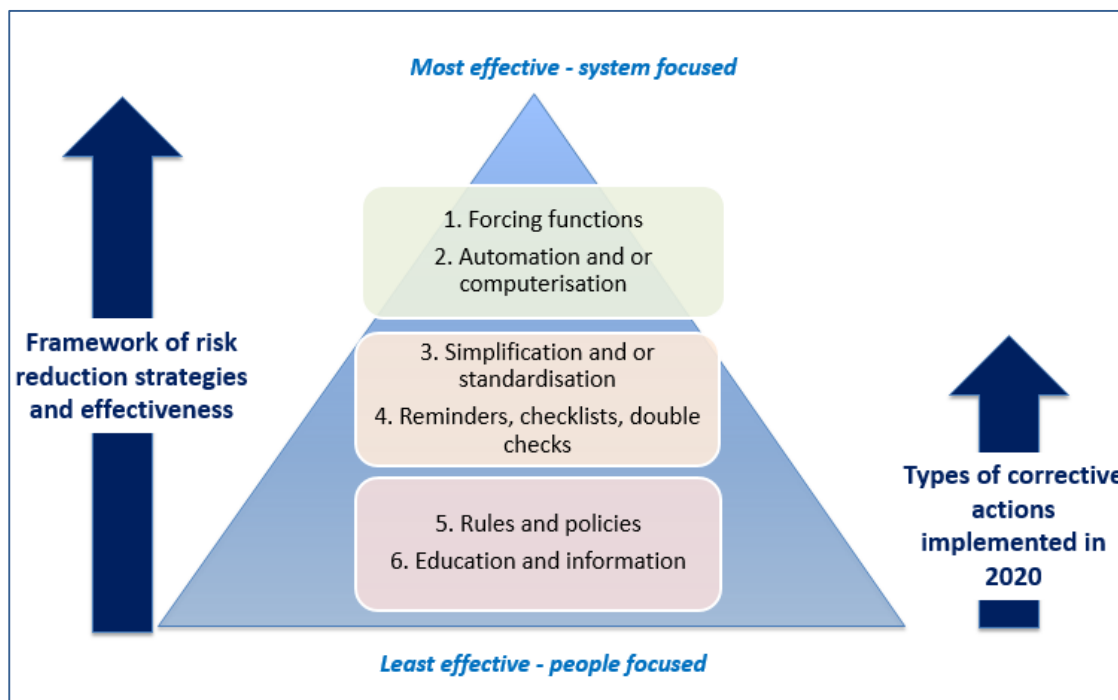 Most effective - system focused
1. Forcing functions
2. Automation and or
computerisation
Framework of risk
reduction strategies
and effectiveness
3. Simplification and or
standardisation
4. Reminders, checklists, double
checks
5. Rules and policies
6. Education and information
Types of corrective
actions
implemented in
2020
Least effective - people focused